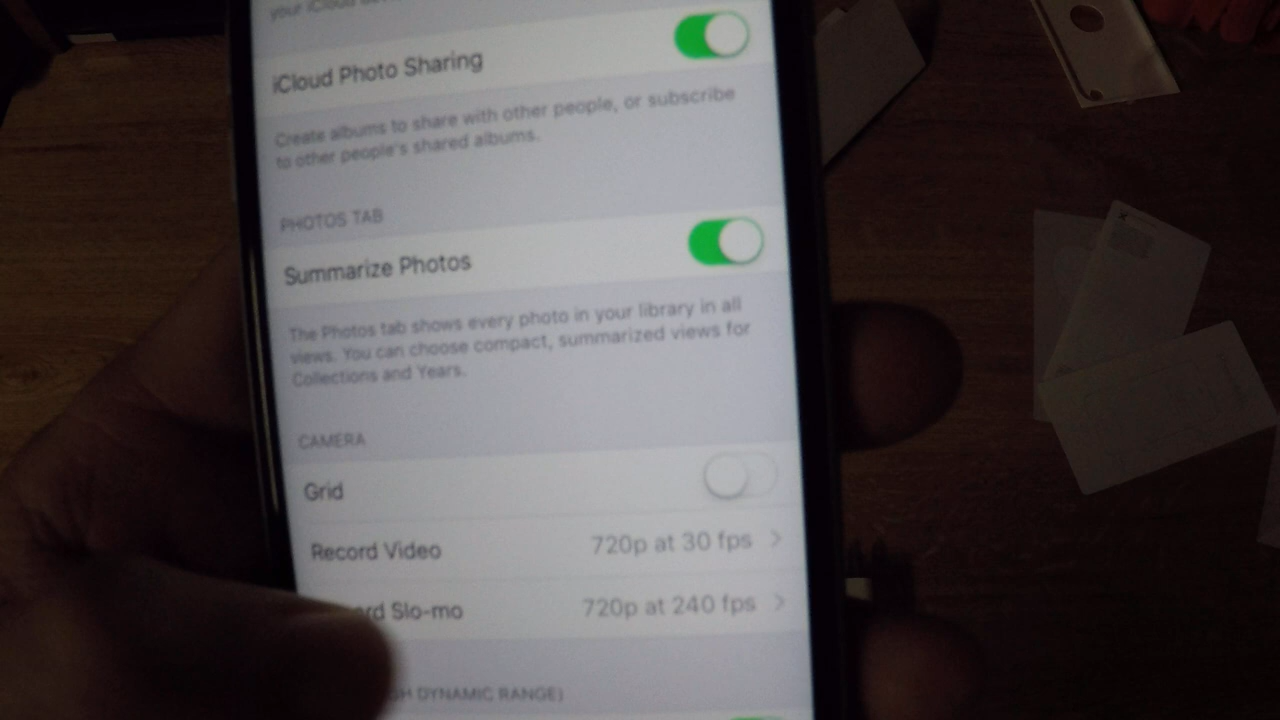 your iCloud
iCloud Photo Sharing
Create albums to share with other people, or subscribe
to other people's shared albums.
PHOTOS TAB
Summarize Photos
The Photos tab shows every photo in your library in all
views. You can choose compact, summarized views for
Collections and Years.
CAMERA
Grid
Record Video 720p at 30 fps
Slo-mo 720p at 240 fps
DYNAMIC RANGE)